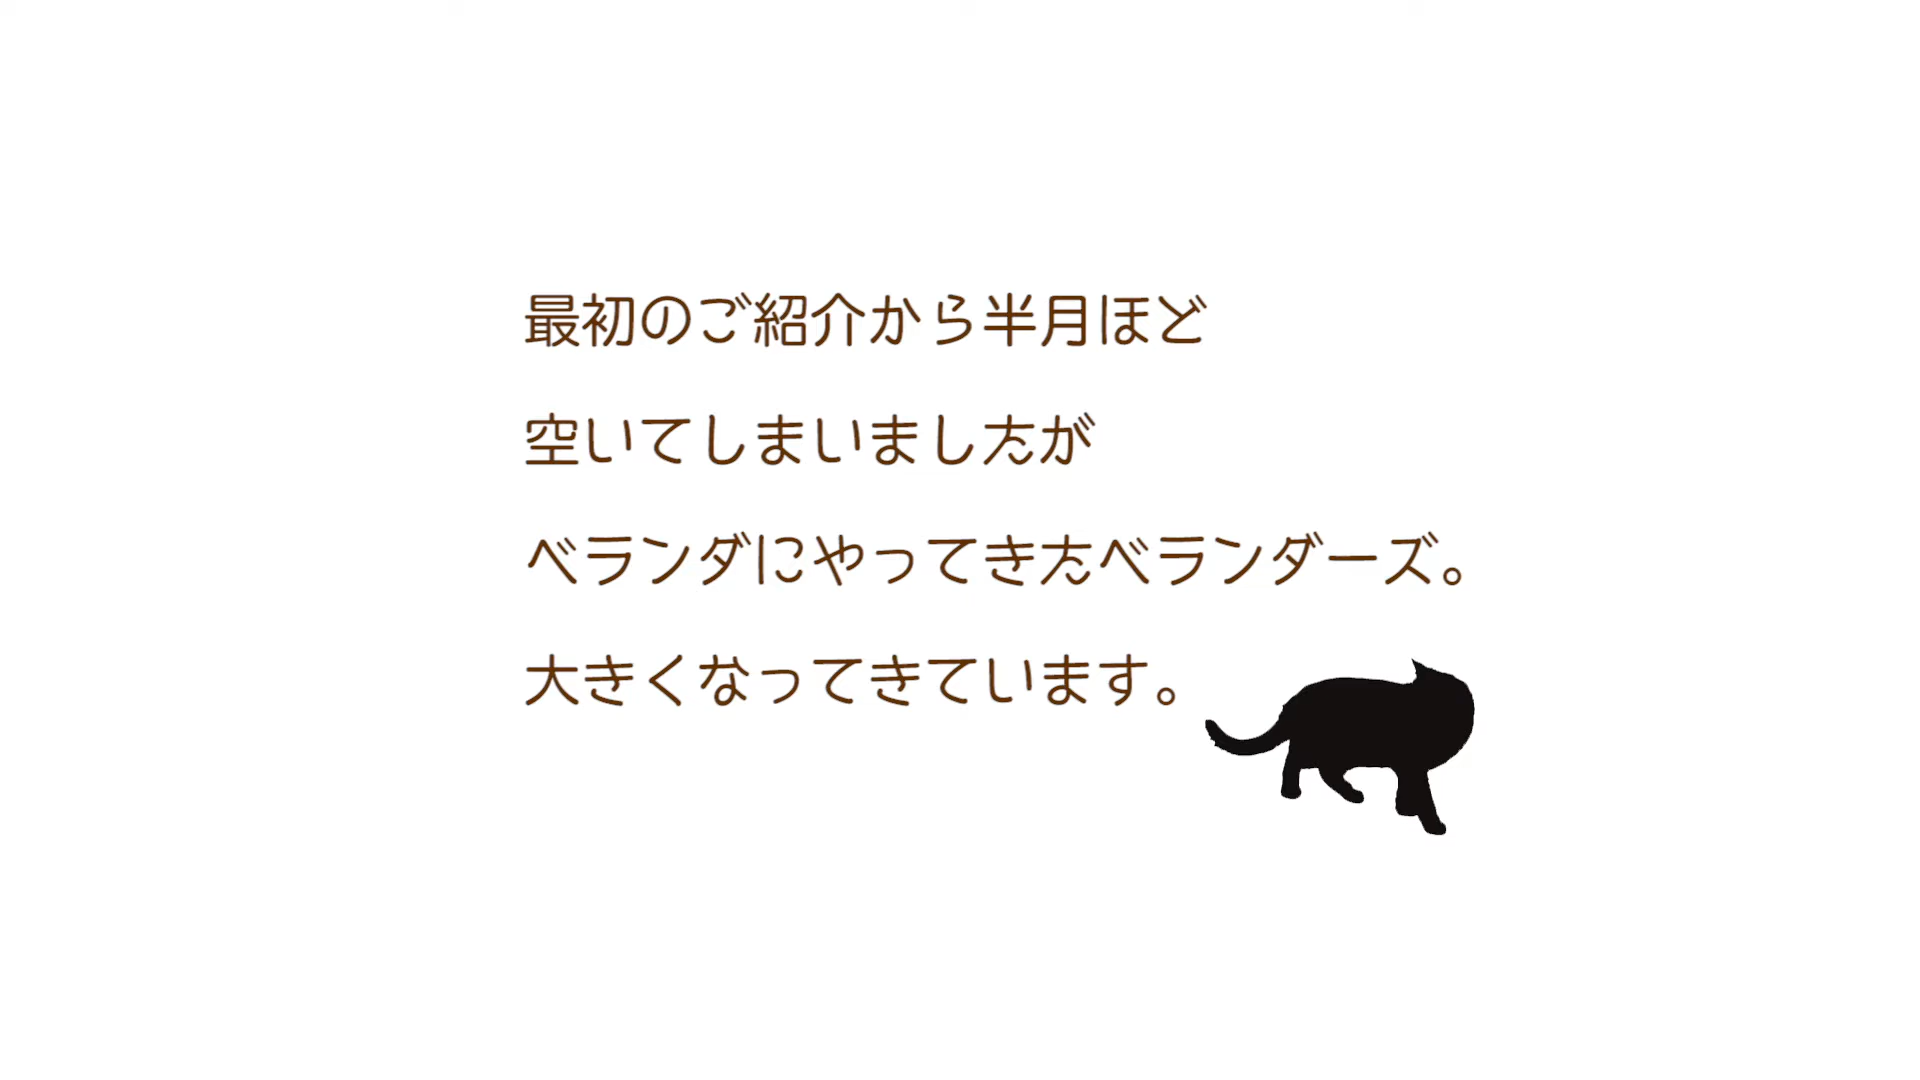 最初のご紹介から半月ほど
空いてしまいましたが
ベランダにやってきたベランダーズ。
大きくなってきています。